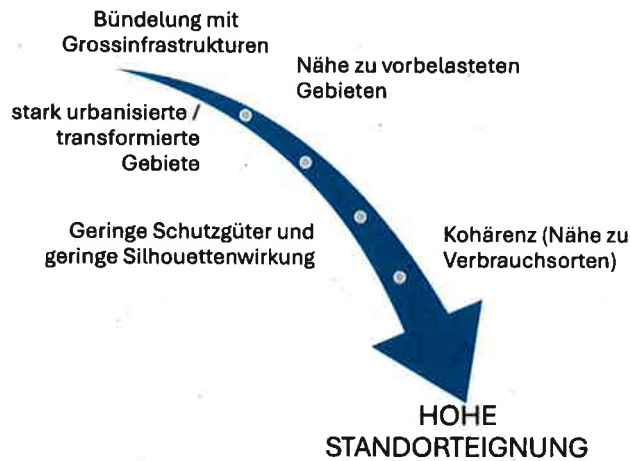 Bündelung mit
Grossinfrastrukturen
Nähe zu vorbelasteten
Gebieten
stark urbanisierte /
transformierte
Gebiete
Geringe Schutzgüter und
geringe Silhouettenwirkung
Kohärenz (Nähe zu
Verbrauchsorten)
HOHE
STANDORTEIGNUNG